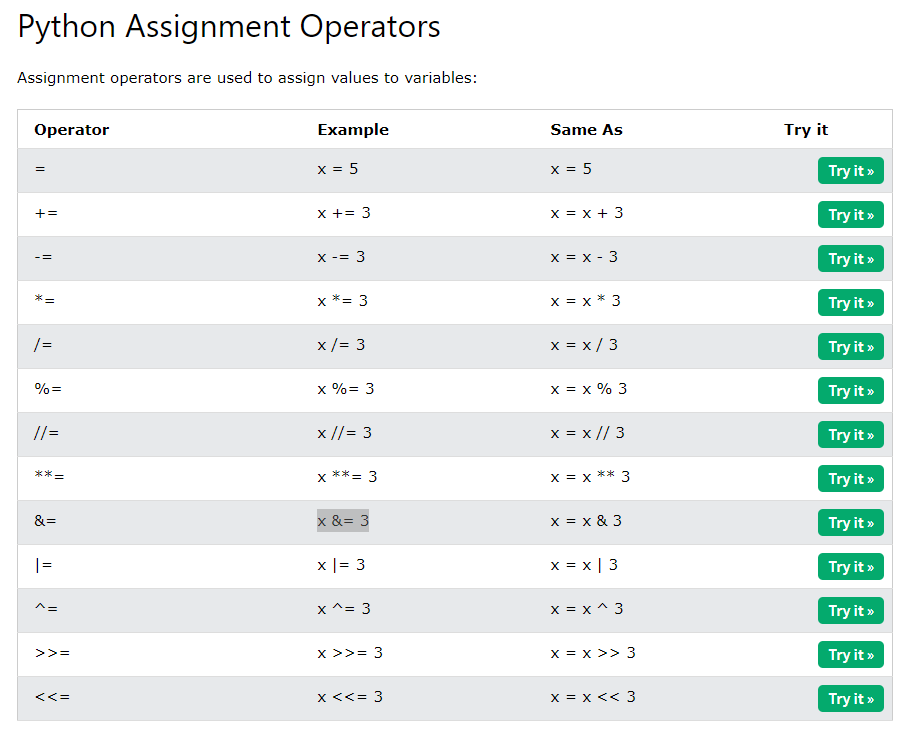 Python Assignment Operators
Assignment operators are used to assign values to variables:
Operator Example Same As Try it
= x = 5 x = 5 Try it »
+= x += 3 x = x + 3 Try it »
-= x -= 3 x = x - 3 Try it »
*= x *= 3 x = x * 3 Try it »
/= x /= 3 x = x / 3 Try it »
%= x %= 3 x = x % 3 Try it »
//= x //= 3 x = x // 3 Try it »
**= x **= 3 x = x ** 3 Try it »
&= x &= 3 x = x & 3 Try it »
|= x |= 3 x = x | 3 Try it »
^= x ^= 3 x = x ^ 3 Try it »
>>= x >>= 3 x = x >> 3 Try it »
<<= x <<= 3 x = x << 3 Try it »